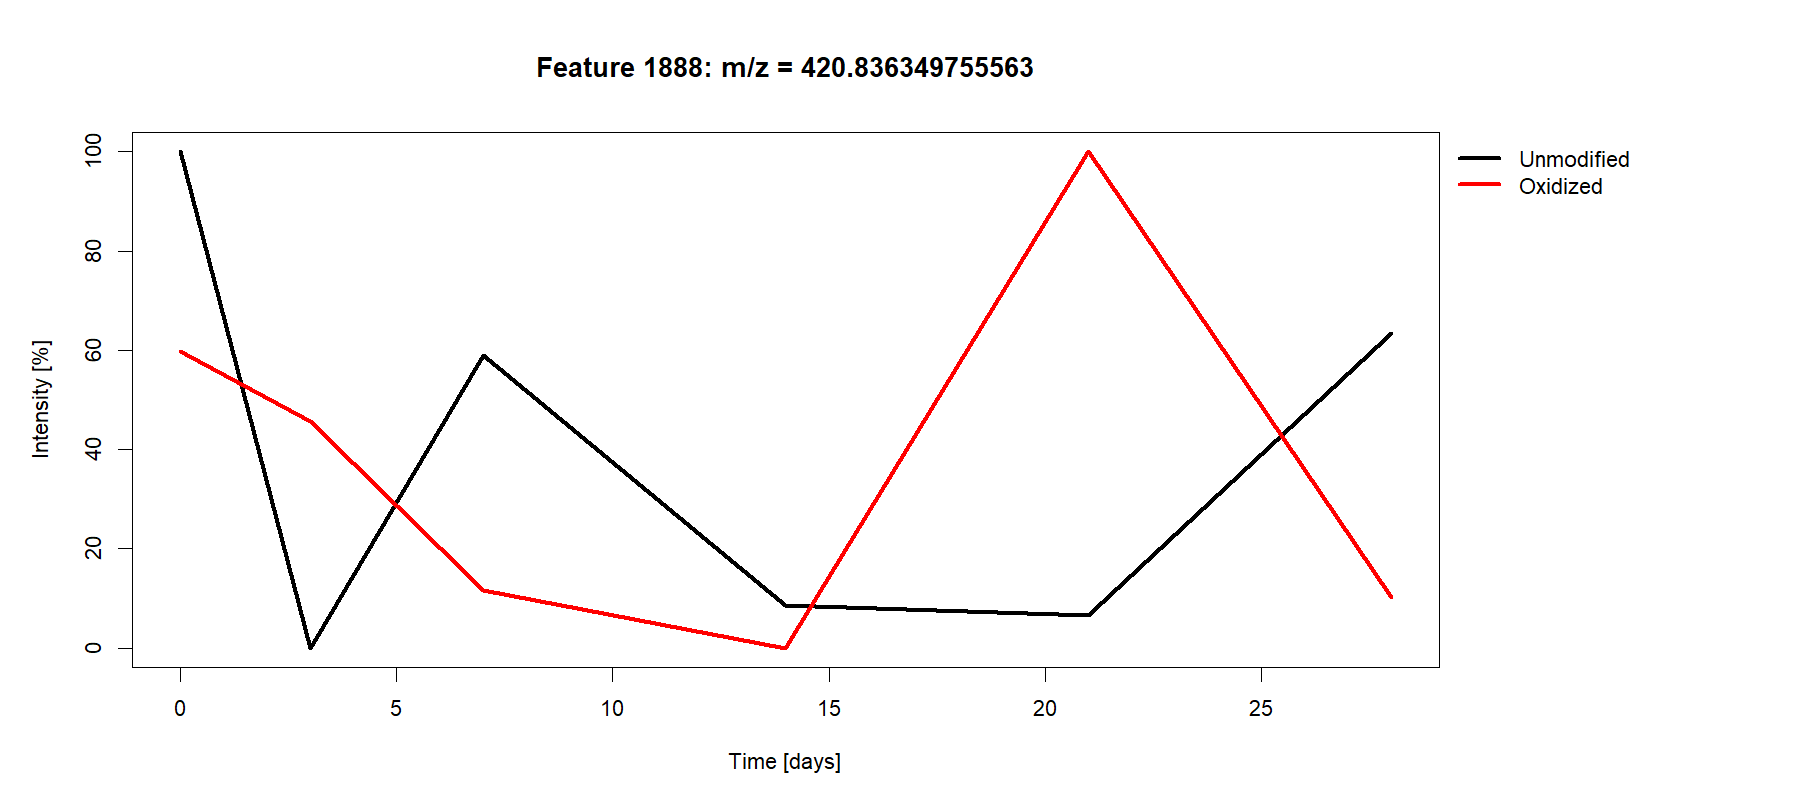 Feature 1888: m/z = 420.836349755563
Unmodified
Oxidized
Intensity [%]
100
80
60
40
20
0
0 5 10 15 20 25
Time [days]